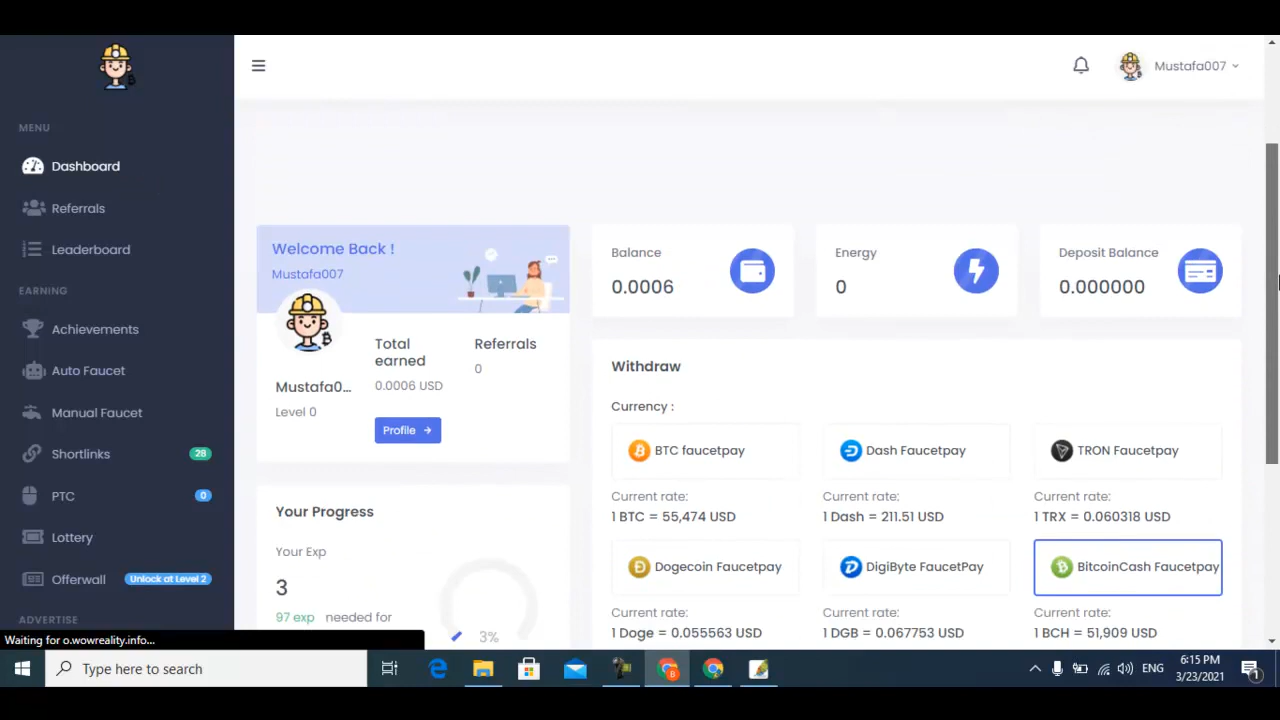 Mustafa007
MENU
Dashboard
Referrals
Leaderboard
EARNING
Achievements
Auto Faucet
Manual Faucet
Shortlinks 28
PTC 0
Lottery
Offerwall Unlock at Level 2
ADVERTISE
Waiting for o.wowreality.info...
Welcome Back !
Mustafa007
Mustafa0...
Level 0
Total
earned
0.0006 USD
Referrals
0
Profile →
Your Progress
Your Exp
3
97 exp needed for
3%
Balance
0.0006
Energy
0
Deposit Balance
0.000000
Withdraw
Currency :
BTC faucetpay
Dash Faucetpay
TRON Faucetpay
Current rate:
1 BTC = 55,474 USD
Current rate:
1 Dash = 211.51 USD
Current rate:
1 TRX = 0.060318 USD
Dogecoin Faucetpay
DigiByte FaucetPay
BitcoinCash Faucetpay
Current rate:
1 Doge = 0.055563 USD
Current rate:
1 DGB = 0.067753 USD
Current rate:
1 BCH = 51,909 USD
Type here to search
ENG
6:15 PM
3/23/2021
1